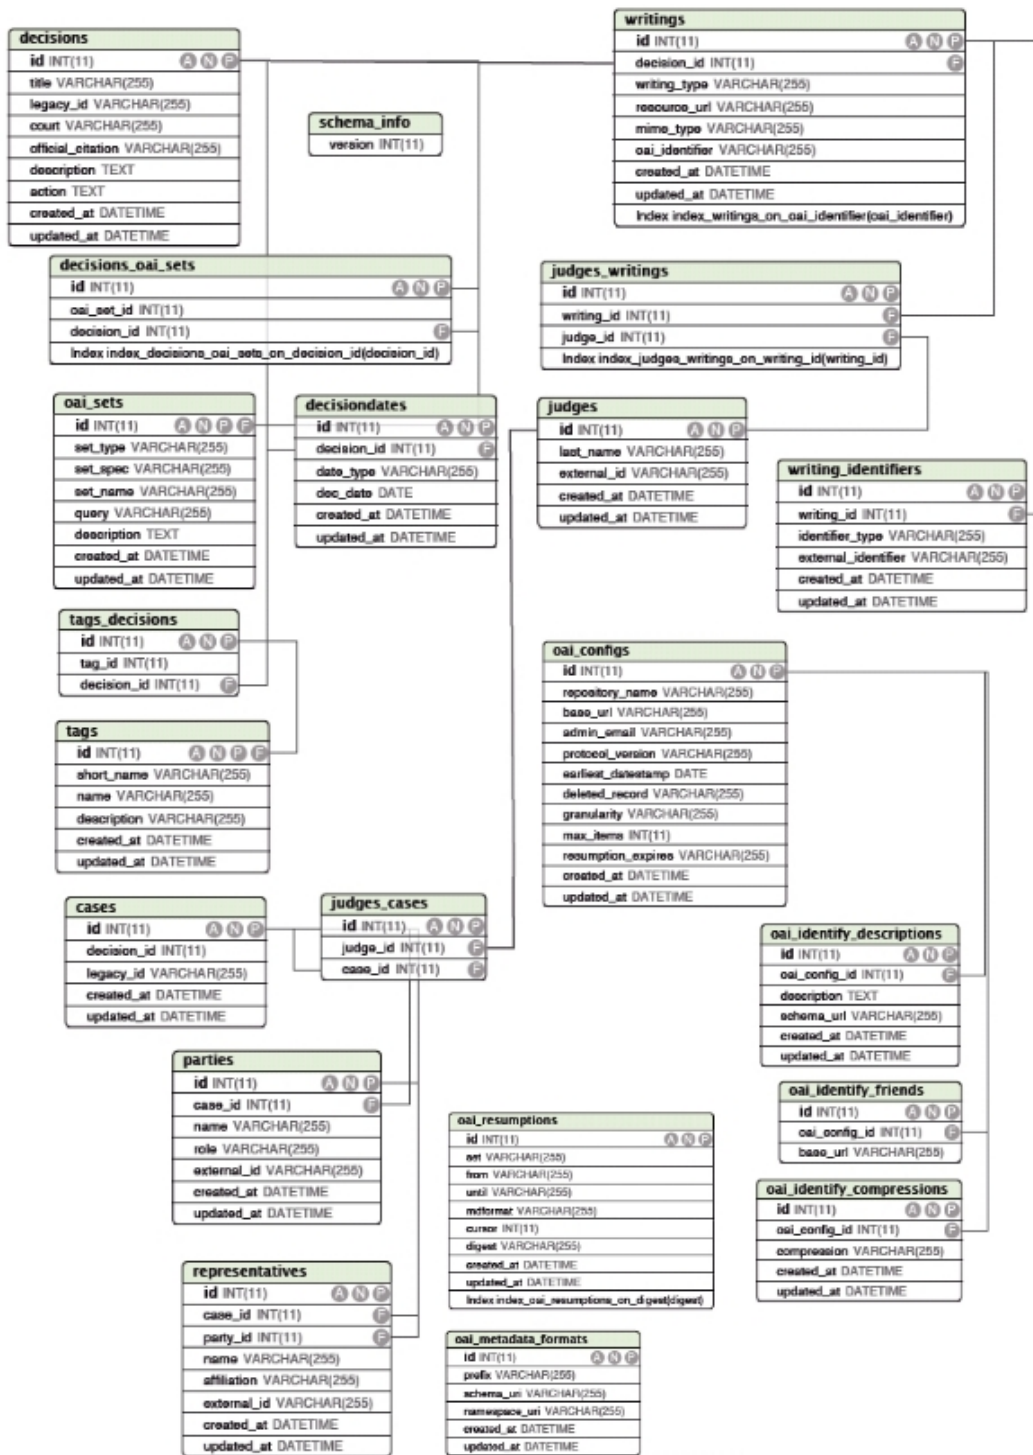 decisions
id INT(11) A N P
title VARCHAR(255)
legacy_id VARCHAR(255)
court VARCHAR(255)
official_citation VARCHAR(255)
description TEXT
action TEXT
created_at DATETIME
updated_at DATETIME
writings
id INT(11) A N P
decision_id INT(11) F
writing_type VARCHAR(255)
resource_url VARCHAR(255)
mime_type VARCHAR(255)
oai_identifier VARCHAR(255)
created_at DATETIME
updated_at DATETIME
Index index_writings_on_oai_identifier(oai_identifier)
schema_info
version INT(11)
decisions_oai_sets
id INT(11) A N P
oai_set_id INT(11)
decision_id INT(11) F
Index index_decisions_oai_sets_on_decision_id(decision_id)
judges_writings
id INT(11) A N P
writing_id INT(11) F
judge_id INT(11) F
Index index_judges_writings_on_writing_id(writing_id)
oai_sets
id INT(11) A N P F
set_type VARCHAR(255)
set_spec VARCHAR(255)
set_name VARCHAR(255)
query VARCHAR(255)
description TEXT
created_at DATETIME
updated_at DATETIME
decisiondates
id INT(11) A N P
decision_id INT(11) F
date_type VARCHAR(255)
dec_date DATE
created_at DATETIME
updated_at DATETIME
judges
id INT(11) A N P
last_name VARCHAR(255)
external_id VARCHAR(255)
created_at DATETIME
updated_at DATETIME
writing_identifiers
id INT(11) A N P
writing_id INT(11) F
identifier_type VARCHAR(255)
external_identifier VARCHAR(255)
created_at DATETIME
updated_at DATETIME
tags_decisions
id INT(11) A N P
tag_id INT(11)
decision_id INT(11) F
tags
id INT(11) A N P F
short_name VARCHAR(255)
name VARCHAR(255)
description VARCHAR(255)
created_at DATETIME
updated_at DATETIME
oai_configs
id INT(11) A N P
repository_name VARCHAR(255)
base_url VARCHAR(255)
admin_email VARCHAR(255)
protocol_version VARCHAR(255)
earliest_datestamp DATE
deleted_record VARCHAR(255)
granularity VARCHAR(255)
max_items INT(11)
resumption_expires VARCHAR(255)
created_at DATETIME
updated_at DATETIME
cases
id INT(11) A N P
decision_id INT(11)
legacy_id VARCHAR(255)
created_at DATETIME
updated_at DATETIME
judges_cases
id INT(11) A N P
judge_id INT(11) F
case_id INT(11) F
oai_identify_descriptions
id INT(11) A N P
oai_config_id INT(11) F
description TEXT
schema_url VARCHAR(255)
created_at DATETIME
updated_at DATETIME
parties
id INT(11) A N P
case_id INT(11) F
name VARCHAR(255)
role VARCHAR(255)
external_id VARCHAR(255)
created_at DATETIME
updated_at DATETIME
oai_identify_friends
id INT(11) A N P
oai_config_id INT(11) F
base_url VARCHAR(255)
oai_resumptions
id INT(11) A N P
set VARCHAR(255)
from VARCHAR(255)
until VARCHAR(255)
mdformat VARCHAR(255)
cursor INT(11)
digest VARCHAR(255)
created_at DATETIME
updated_at DATETIME
Index index_oai_resumptions_on_digest(digest)
oai_identify_compressions
id INT(11) A N P
oai_config_id INT(11) F
compression VARCHAR(255)
created_at DATETIME
updated_at DATETIME
representatives
id INT(11) A N P
case_id INT(11) F
party_id INT(11) F
name VARCHAR(255)
affiliation VARCHAR(255)
external_id VARCHAR(255)
created_at DATETIME
updated_at DATETIME
oai_metadata_formats
id INT(11) A N P
prefix VARCHAR(255)
schema_uri VARCHAR(255)
namespace_uri VARCHAR(255)
created_at DATETIME
updated_at DATETIME